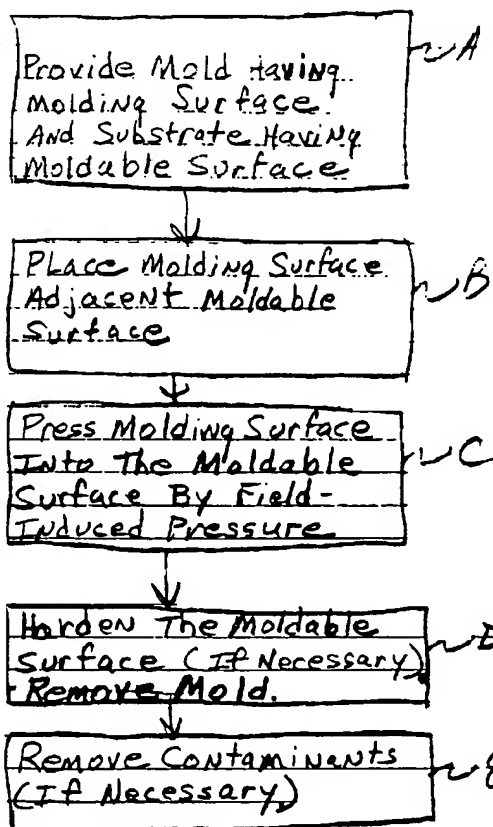 Provide Mold Having
Molding Surface
And Substrate Having
Moldable Surface
A
Place Molding Surface
Adjacent Moldable
Surface
B
Press Molding Surface
Into The Moldable
Surface By Field-
Induced Pressure
C
Harden The Moldable
Surface (If Necessary),
Remove Mold.
Remove Contaminants
(If Necessary)